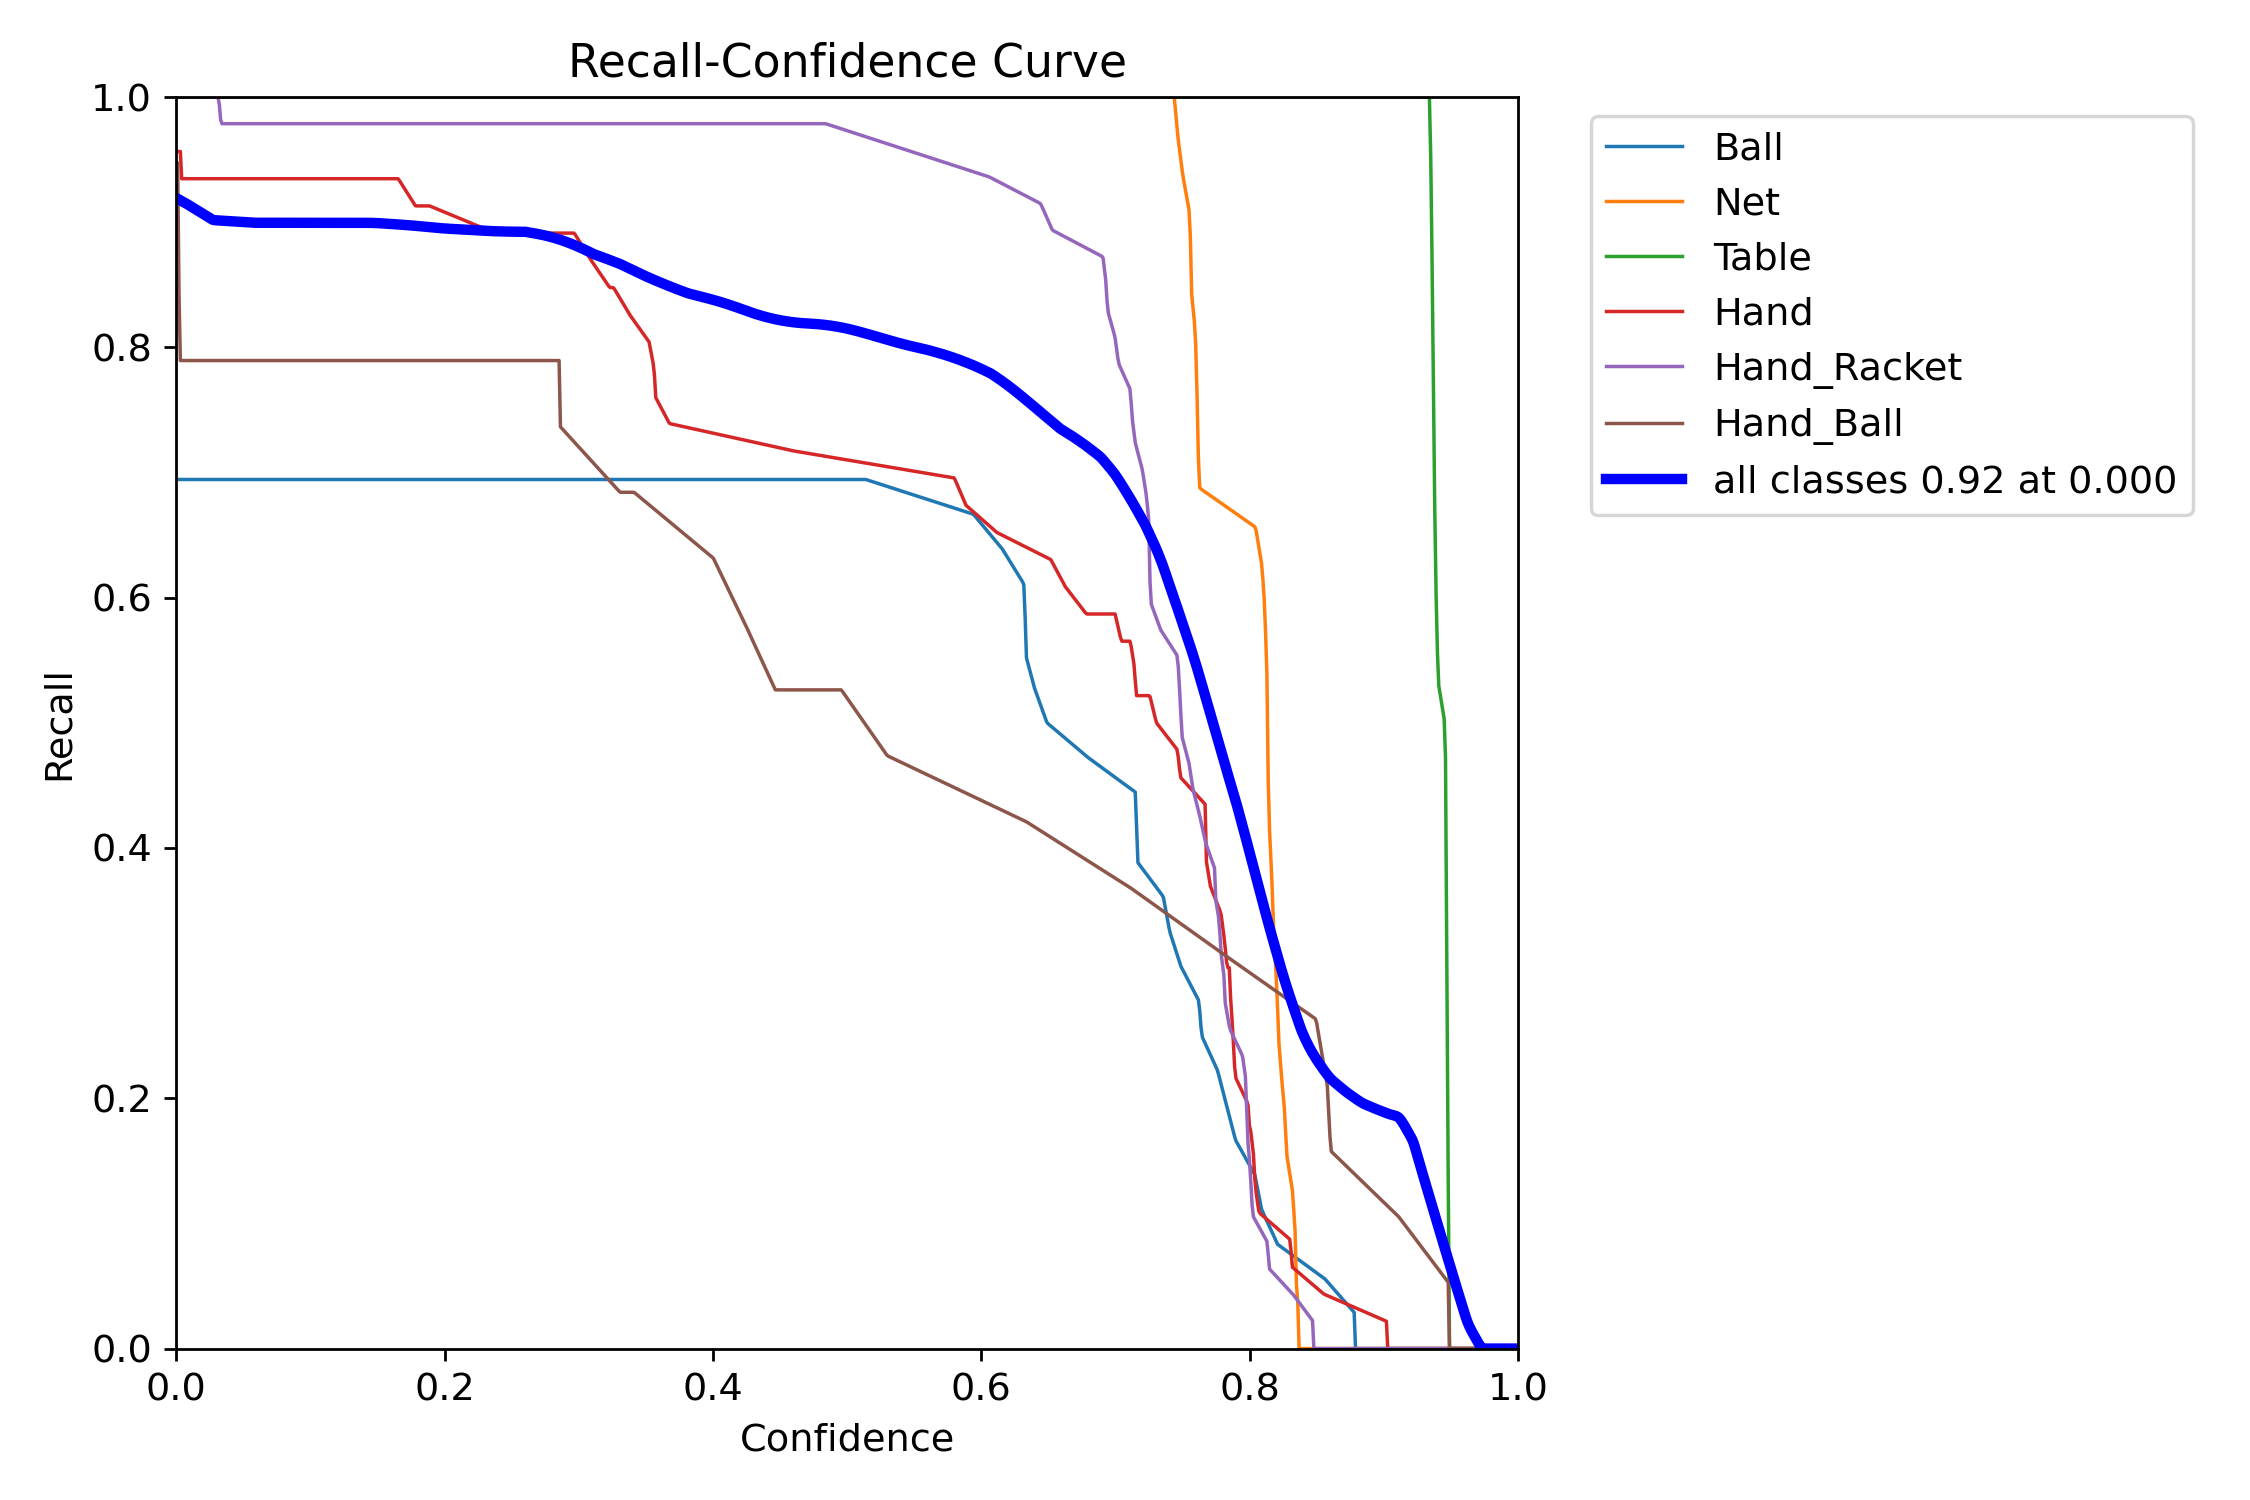 Recall-Confidence Curve
1.0
0.8
0.6
0.4
0.2
0.0
Recall
0.0 0.2 0.4 0.6 0.8 1.0
Confidence
Ball
Net
Table
Hand
Hand_Racket
Hand_Ball
all classes 0.92 at 0.000